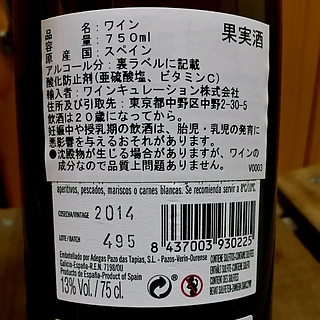 果実酒
品名:ワイン
容量:750ml
原産国:スペイン
アルコール分:裏ラベルに記載
酸化防止剤(亜硫酸塩、ビタミンC)
輸入者:ワインキュレーション株式会社
住所及び引取先:東京都中野区中野2-30-5
飲酒は20歳になってから。
妊娠中や授乳期の飲酒は、胎児・乳児の発育に
悪影響を与えるおそれがあります。
●沈殿物が生じる場合がありますが、ワインの
成分なので品質上問題ありません。
V0003
aperitivos, pescados, mariscos o carnes blancas. Se recomienda servir a
COSECHA/VINTAGE 2014
LOTE/BATCH 495
8 437003 930225
Embotellado por Adegas Pazo das Tapias, S.L. - Pazos-Verín-Ourense
Galicia-España-R.E.N. 7198/OU
Producto de España-Product of Spain
13% Vol. / 75 cl.